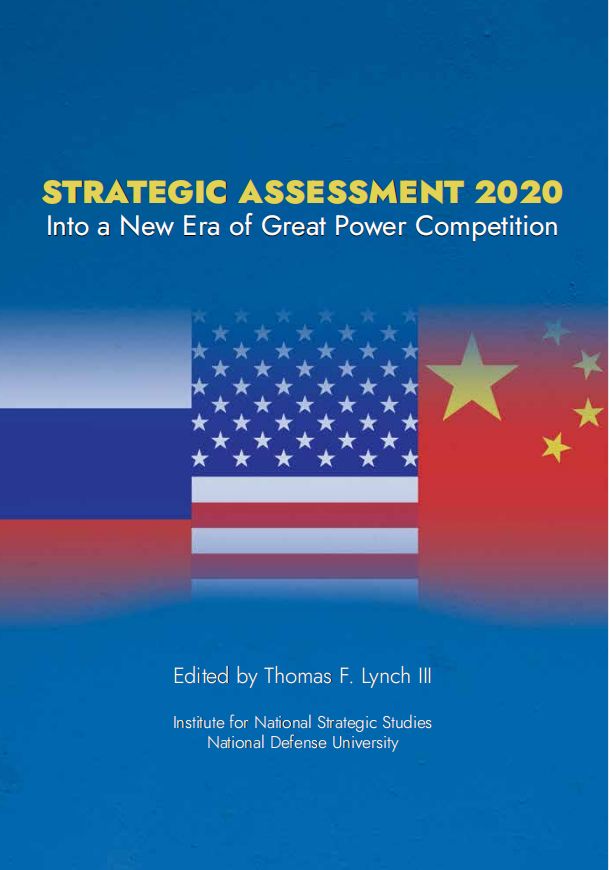 STRATEGIC ASSESSMENT 2020
Into a New Era of Great Power Competition
Edited by Thomas F. Lynch III
Institute for National Strategic Studies
National Defense University